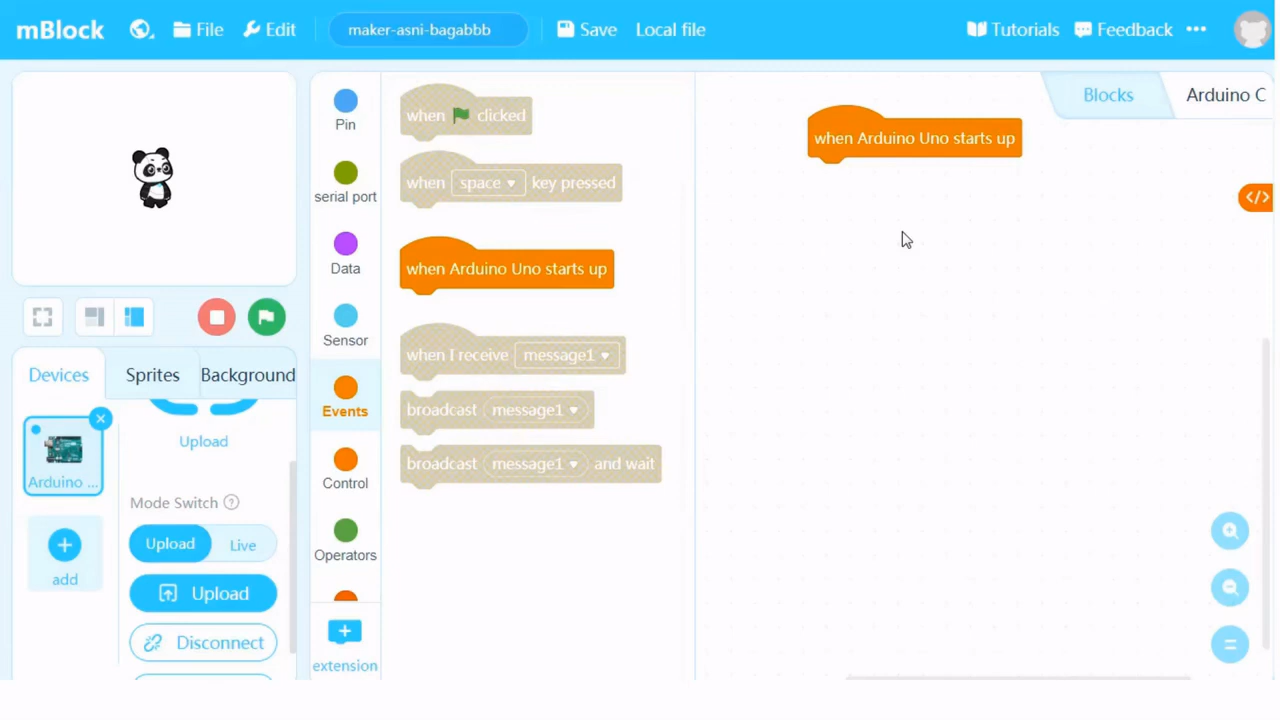 mBlock
File
Edit
maker-asni-bagabbb
Save
Local file
Tutorials
Feedback
Pin
serial port
Data
Sensor
Events
Control
Operators
extension
when clicked
when space key pressed
when Arduino Uno starts up
when I receive message1
broadcast message1
broadcast message1 and wait
Blocks
Arduino C
when Arduino Uno starts up
</>
Devices
Sprites
Background
Arduino ...
add
Upload
Mode Switch ?
Upload
Live
Upload
Disconnect